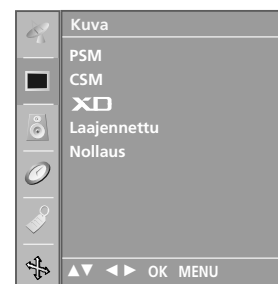 Kuva
PSM
CSM
XD
Laajennettu
Nollaus
▲▼ ◄► OK MENU